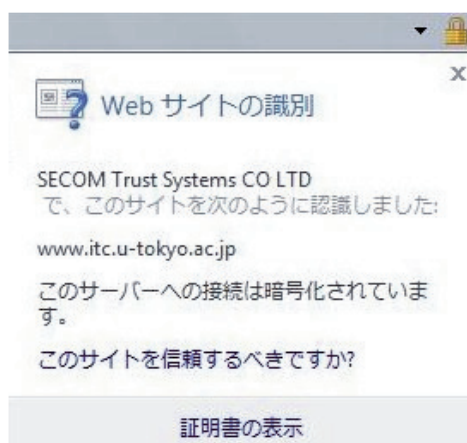 x
Web サイトの識別
SECOM Trust Systems CO LTD
で、このサイトを次のように認識しました:
www.itc.u-tokyo.ac.jp
このサーバーへの接続は暗号化されていま
す。
このサイトを信頼するべきですか?
証明書の表示